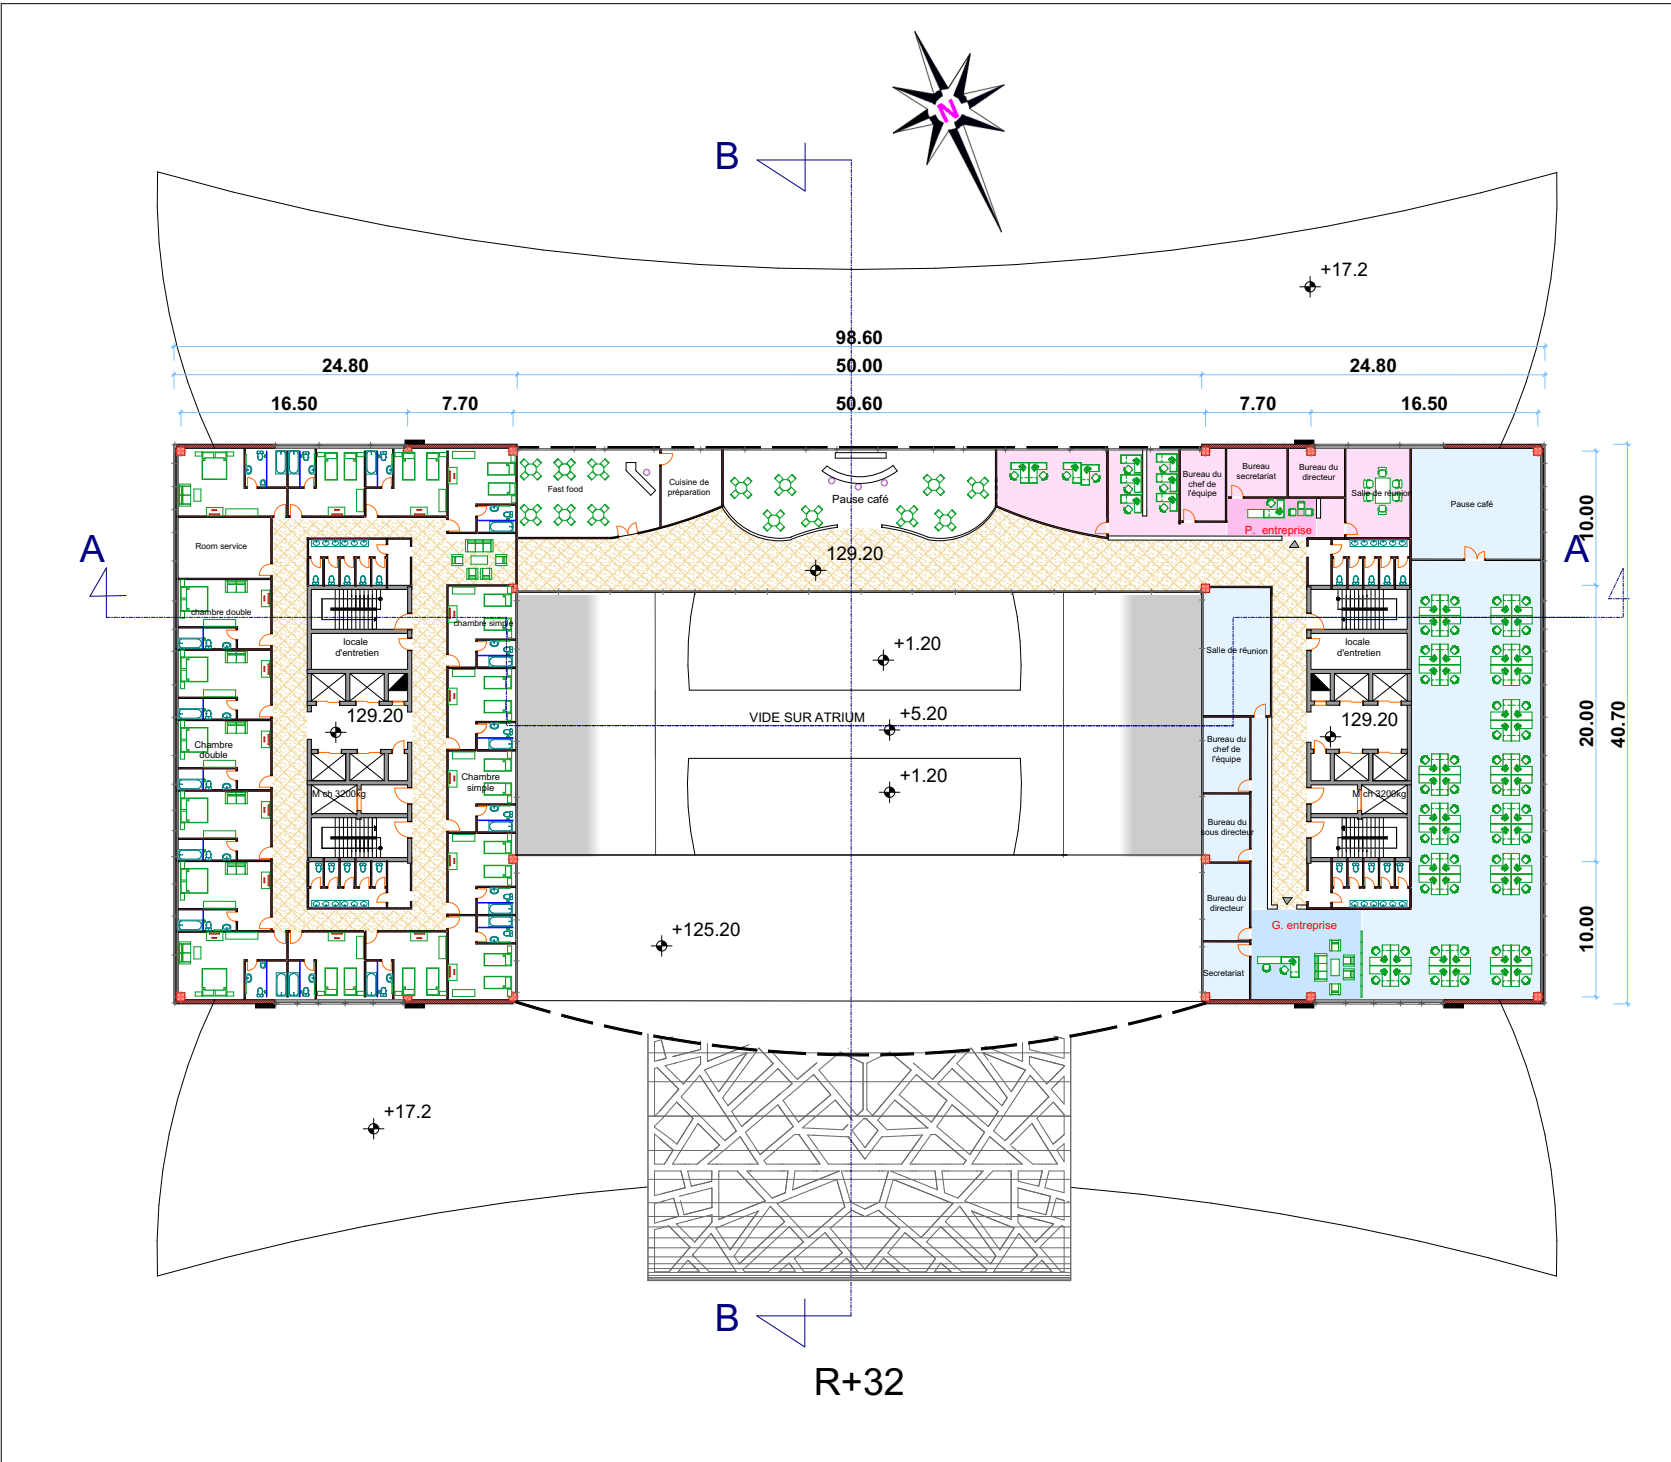 N
B
+17.2
98.60
24.80
50.00
24.80
16.50
7.70
50.60
7.70
16.50
Fast food
Cuisine de
préparation
Pause café
Bureau du
chef de
l'équipe
Bureau
secretariat
Bureau du
directeur
Salle de réunion
Pause café
P. entreprise
10.00
A
Room service
129.20
A
chambre double
chambre simple
locale
d'entretien
+1.20
Salle de réunion
locale
d'entretien
129.20
VIDE SUR ATRIUM
+5.20
129.20
20.00
40.70
Chambre
double
Chambre
simple
+1.20
Bureau du
chef de
l'équipe
M ch 3200kg
M ch 3200kg
Bureau du
sous directeur
Bureau du
directeur
+125.20
G. entreprise
10.00
Secretariat
+17.2
B
R+32